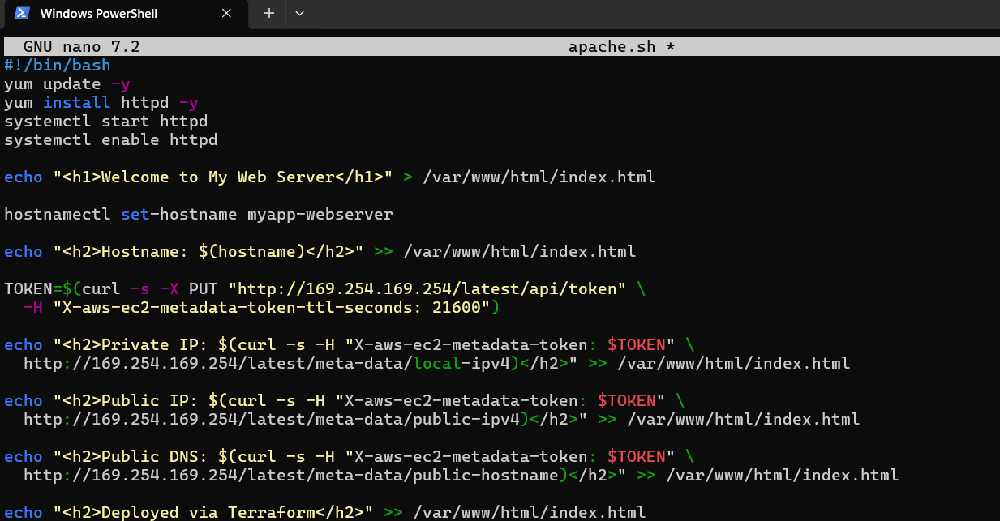 Windows PowerShell
GNU nano 7.2 apache.sh *
#!/bin/bash
yum update -y
yum install httpd -y
systemctl start httpd
systemctl enable httpd
echo "<h1>Welcome to My Web Server</h1>" > /var/www/html/index.html
hostnamectl set-hostname myapp-webserver
echo "<h2>Hostname: $(hostname)</h2>" >> /var/www/html/index.html
TOKEN=$(curl -s -X PUT "http://169.254.169.254/latest/api/token" \
-H "X-aws-ec2-metadata-token-ttl-seconds: 21600")
echo "<h2>Private IP: $(curl -s -H "X-aws-ec2-metadata-token: $TOKEN" \
http://169.254.169.254/latest/meta-data/local-ipv4)</h2>" >> /var/www/html/index.html
echo "<h2>Public IP: $(curl -s -H "X-aws-ec2-metadata-token: $TOKEN" \
http://169.254.169.254/latest/meta-data/public-ipv4)</h2>" >> /var/www/html/index.html
echo "<h2>Public DNS: $(curl -s -H "X-aws-ec2-metadata-token: $TOKEN" \
http://169.254.169.254/latest/meta-data/public-hostname)</h2>" >> /var/www/html/index.html
echo "<h2>Deployed via Terraform</h2>" >> /var/www/html/index.html